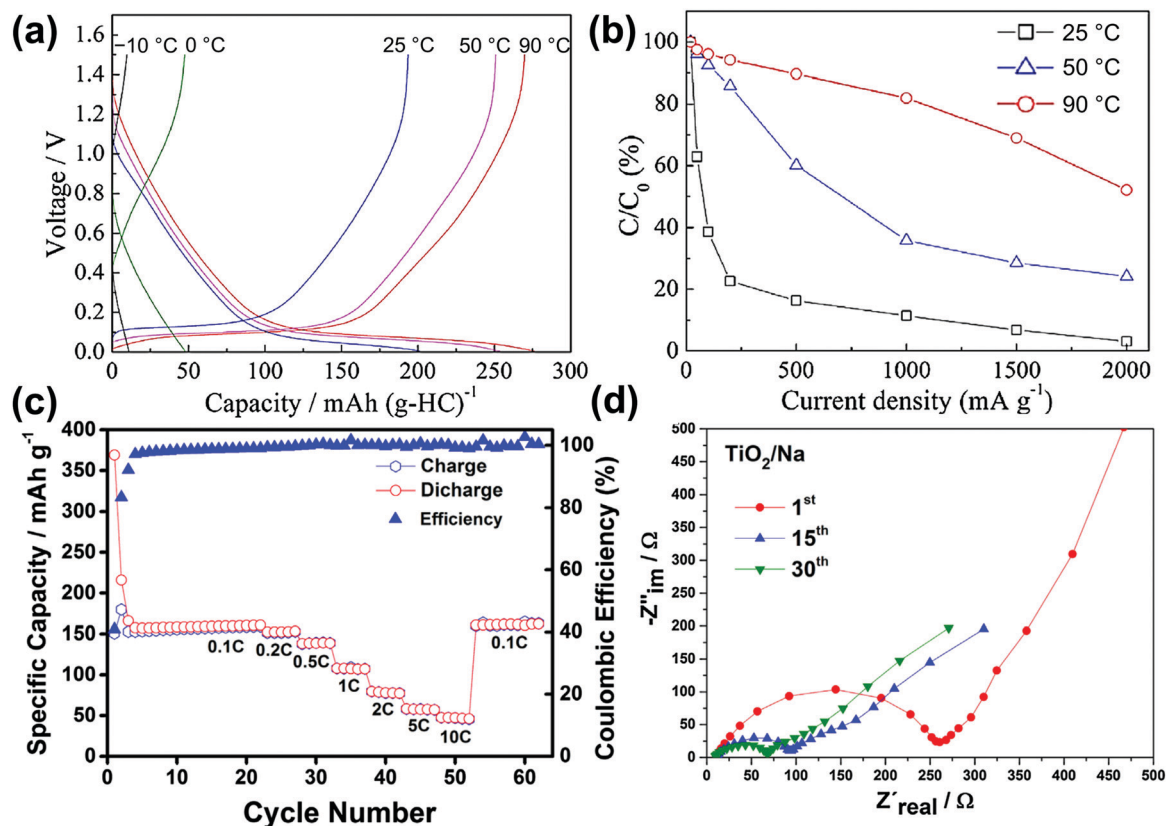 (a)
−10 °C 0 °C 25 °C 50 °C 90 °C
1.6
1.4
1.2
1.0
0.8
0.6
0.4
0.2
0.0
Voltage / V
0 50 100 150 200 250 300
Capacity / mAh (g-HC)⁻¹
(b)
25 °C
50 °C
90 °C
100
80
60
40
20
0
C/C₀ (%)
0 500 1000 1500 2000
Current density (mA g⁻¹)
(c)
400
350
300
250
200
150
100
50
0
Specific Capacity / mAh g⁻¹
Charge
Dicharge
Efficiency
0.1C 0.2C 0.5C 1C 2C 5C 10C 0.1C
100
80
60
40
20
0
Coulombic Efficiency (%)
0 10 20 30 40 50 60
Cycle Number
(d)
TiO₂/Na
1ˢᵗ
15ᵗʰ
30ᵗʰ
500
450
400
350
300
250
200
150
100
50
0
-Z''im / Ω
0 50 100 150 200 250 300 350 400 450 500
Z´real / Ω